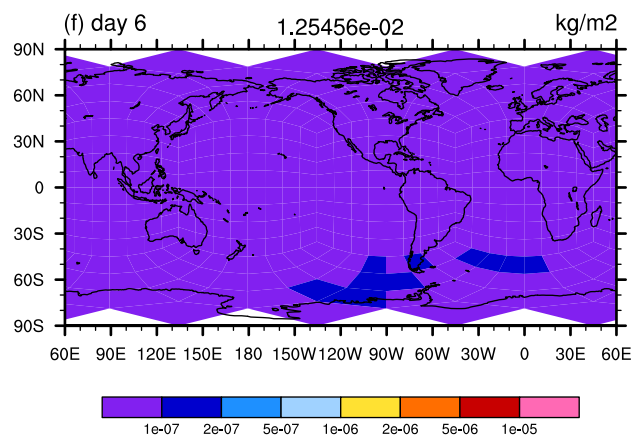 (f) day 6 1.25456e-02 kg/m2
90N
60N
30N
0
30S
60S
90S
60E 90E 120E 150E 180 150W 120W 90W 60W 30W 0 30E 60E
1e-07 2e-07 5e-07 1e-06 2e-06 5e-06 1e-05